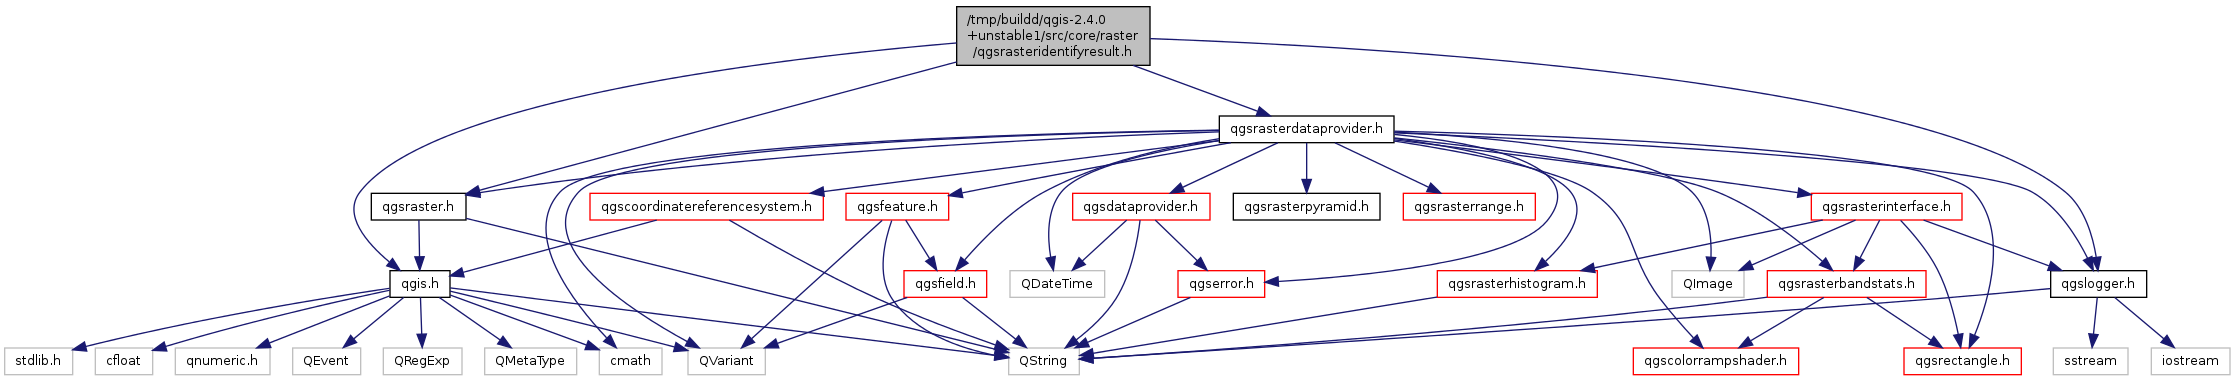 /tmp/buildd/qgis-2.4.0
+unstable1/src/core/raster
/qgsrasteridentifyresult.h
qgsrasterdataprovider.h
qgsraster.h
qgscoordinatereferencesystem.h
qgsfeature.h
qgsdataprovider.h
qgsrasterpyramid.h
qgsrasterrange.h
qgsrasterinterface.h
qgis.h
qgsfield.h
QDateTime
qgserror.h
qgsrasterhistogram.h
QImage
qgsrasterbandstats.h
qgslogger.h
stdlib.h
cfloat
qnumeric.h
QEvent
QRegExp
QMetaType
cmath
QVariant
QString
qgscolorrampshader.h
qgsrectangle.h
sstream
iostream